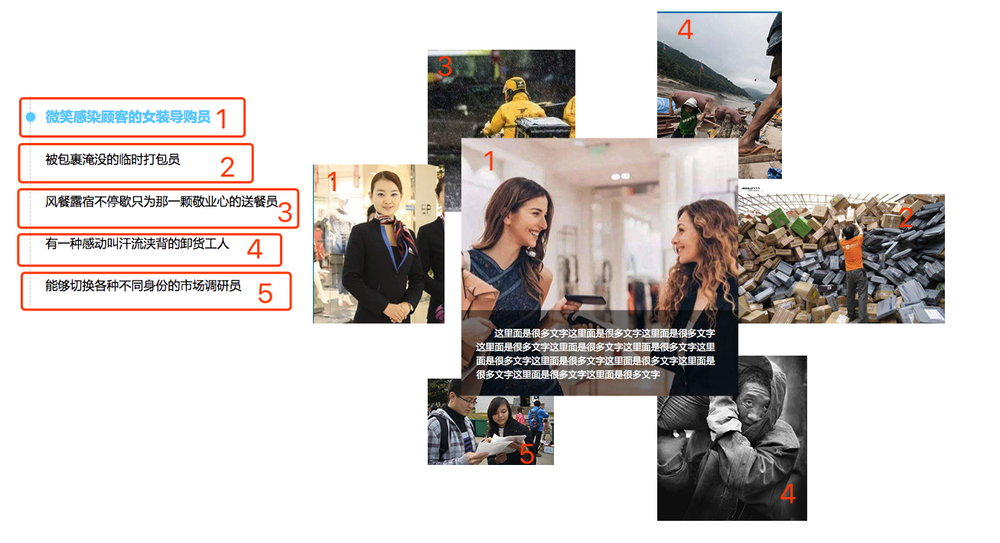 微笑感染顾客的女装导购员 1
被包裹淹没的临时打包员 2
风餐露宿不停歇只为那一颗敬业心的送餐员 3
有一种感动叫汗流浃背的卸货工人 4
能够切换各种不同身份的市场调研员 5
4
3
1
1
2
这里面是很多文字这里面是很多文字这里面是很多文字
这里面是很多文字这里面是很多文字这里面是很多文字这里
面是很多文字这里面是很多文字这里面是很多文字这里面是
很多文字这里面是很多文字这里面是很多文字
5
4